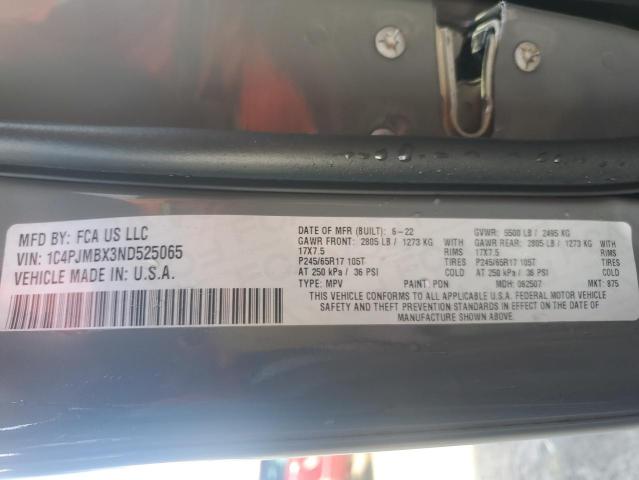 MFD BY: FCA US LLC
VIN: 1C4PJMBX3ND525065
VEHICLE MADE IN U.S.A.
DATE OF MFR (BUILT): 6-22 GVWR: 5500 LB / 2495 KG
GAWR FRONT: 2805 LB / 1273 KG GAWR REAR: 2805 LB / 1273 KG
17X7.5 RIMS 17X7.5 RIMS
P245/65R17 105T TIRES P245/65R17 105T TIRES
AT 250 kPa / 36 PSI COLD AT 250 kPa / 36 PSI COLD
TYPE: MPV PAINT: PDN MDH: 062507 MKT: 875
THIS VEHICLE CONFORMS TO ALL APPLICABLE U.S.A. FEDERAL MOTOR VEHICLE
SAFETY AND THEFT PREVENTION STANDARDS IN EFFECT ON THE DATE OF
MANUFACTURE SHOWN ABOVE.